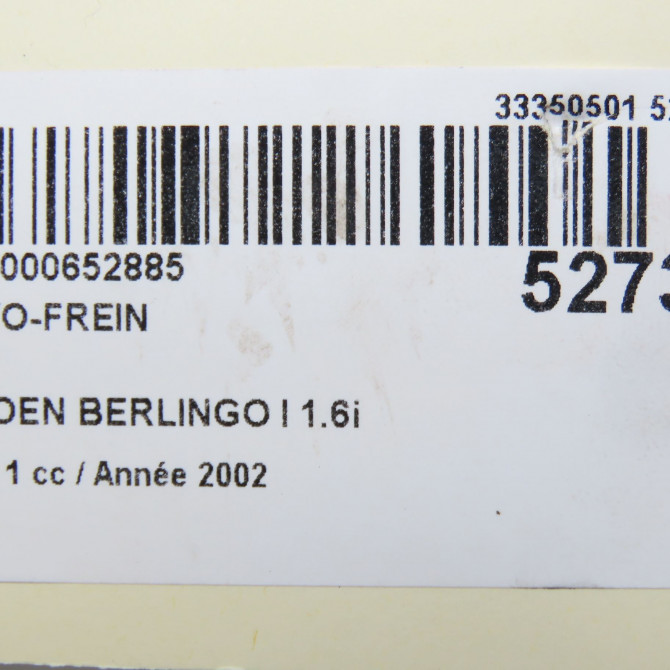 33350501 5
000652885
5273
O-FREIN
DEN BERLINGO I 1.6i
1 cc / Année 2002